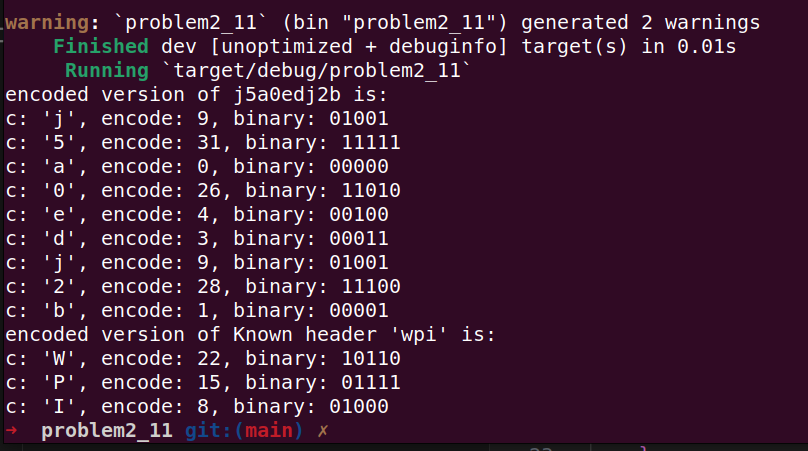 warning: `problem2_11` (bin "problem2_11") generated 2 warnings
    Finished dev [unoptimized + debuginfo] target(s) in 0.01s
     Running `target/debug/problem2_11`
encoded version of j5a0edj2b is:
c: 'j', encode: 9, binary: 01001
c: '5', encode: 31, binary: 11111
c: 'a', encode: 0, binary: 00000
c: '0', encode: 26, binary: 11010
c: 'e', encode: 4, binary: 00100
c: 'd', encode: 3, binary: 00011
c: 'j', encode: 9, binary: 01001
c: '2', encode: 28, binary: 11100
c: 'b', encode: 1, binary: 00001
encoded version of Known header 'wpi' is:
c: 'W', encode: 22, binary: 10110
c: 'P', encode: 15, binary: 01111
c: 'I', encode: 8, binary: 01000
➜  problem2_11 git:(main) ✗